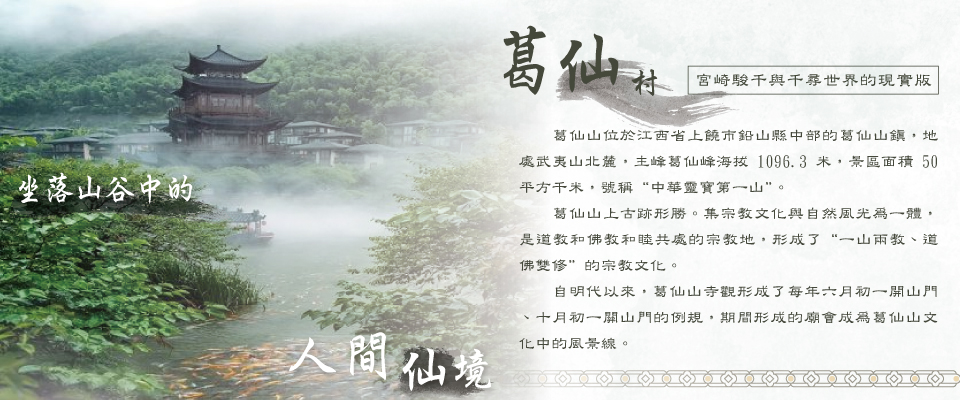 葛仙村
宮崎駿千與千尋世界的現實版
坐落山谷中的
人間仙境
葛仙山位於江西省上饒市鉛山縣中部的葛仙山鎮，地
處武夷山北麓，主峰葛仙峰海拔 1096.3 米，景區面積 50
平方千米，號稱“中華靈寶第一山”。
葛仙山上古跡形勝。集宗教文化與自然風光為一體，
是道教和佛教和睦共處的宗教地，形成了“一山兩教、道
佛雙修”的宗教文化。
自明代以來，葛仙山寺觀形成了每年六月初一開山門
、十月初一關山門的例規，期間形成的廟會成為葛仙山文
化中的風景線。